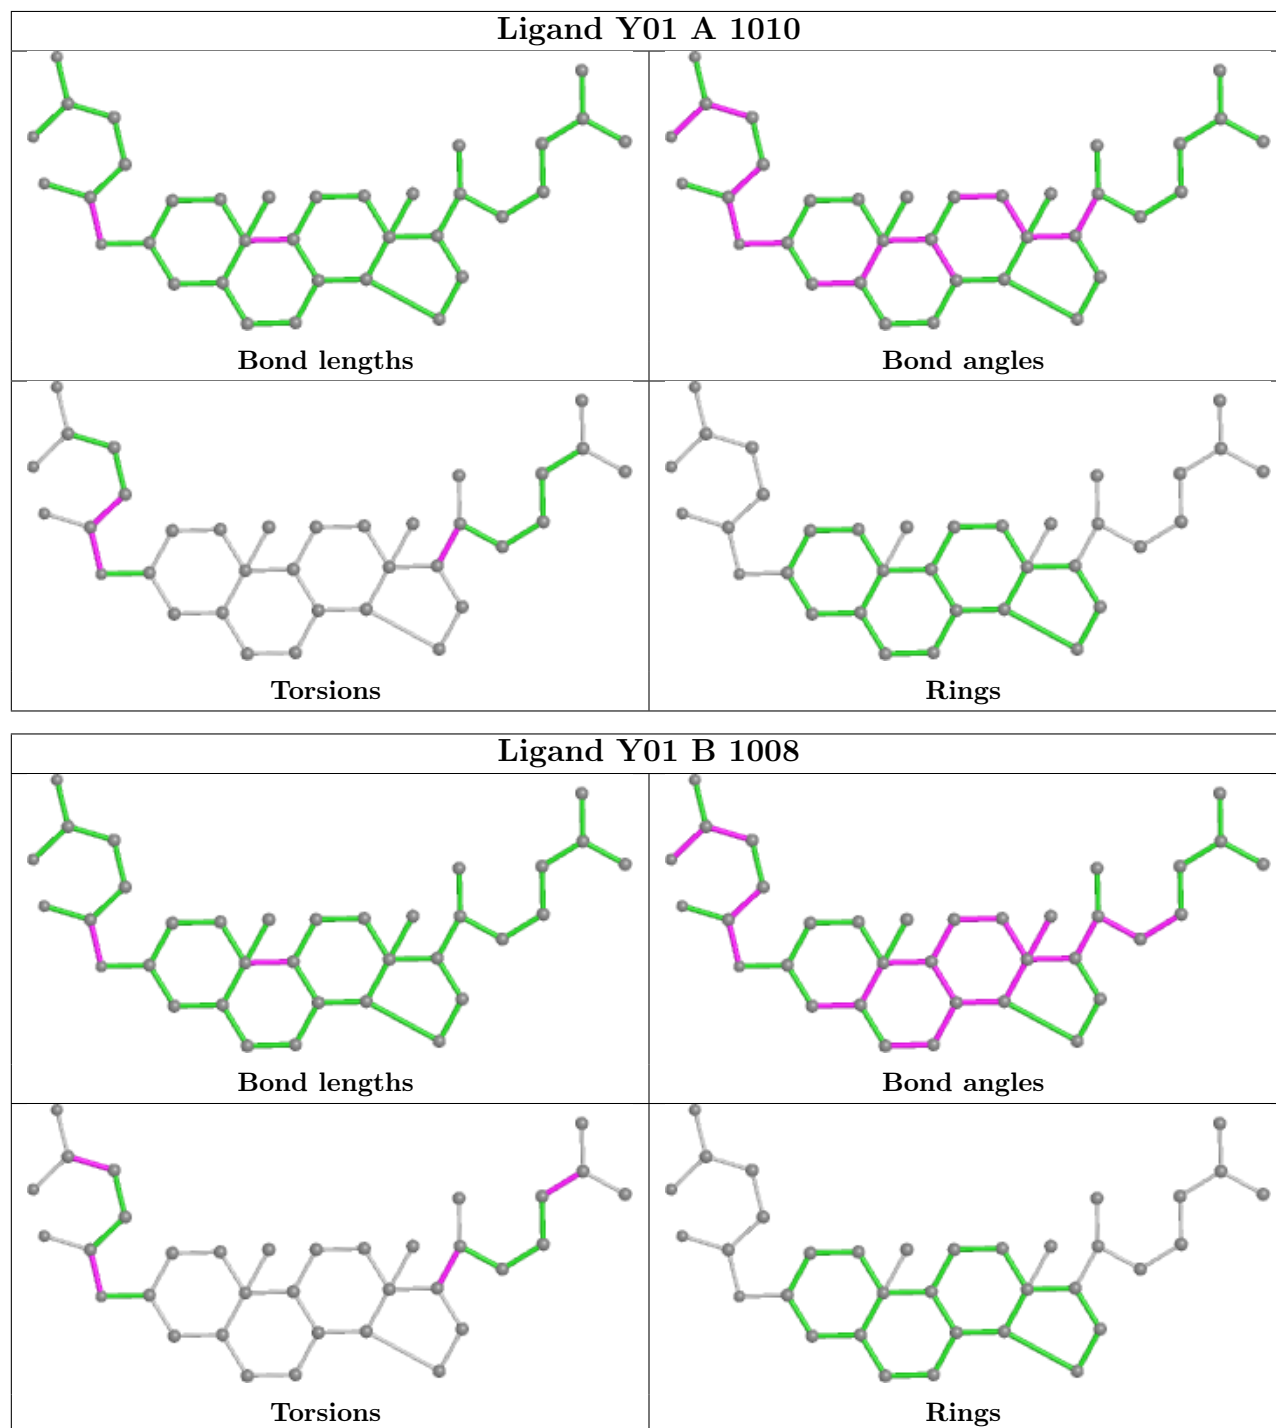 Ligand Y01 A 1010
Bond lengths
Bond angles
Torsions
Rings
Ligand Y01 B 1008
Bond lengths
Bond angles
Torsions
Rings